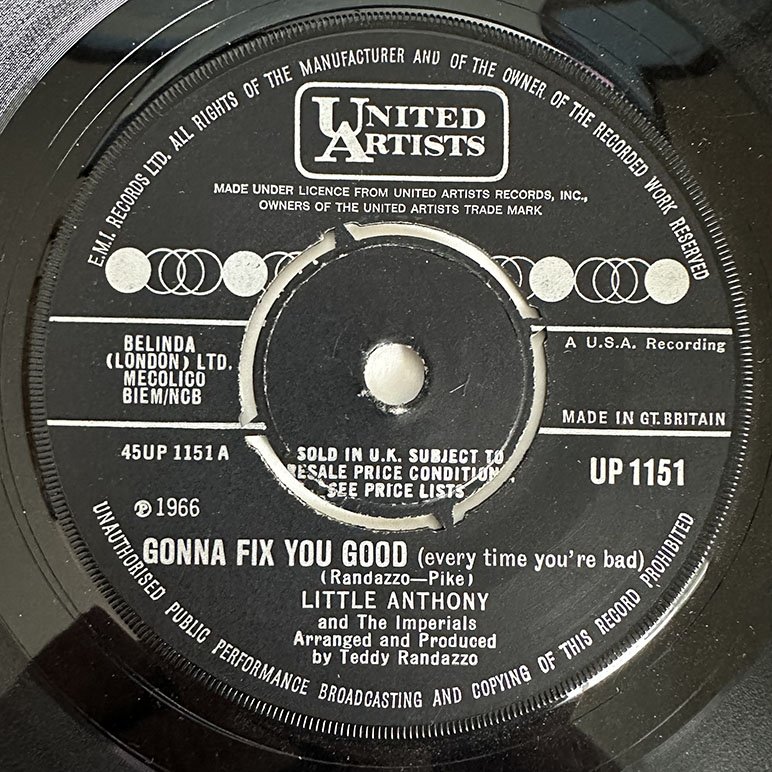 E.M.I. RECORDS LTD. ALL RIGHTS OF THE MANUFACTURER AND OF THE OWNER OF THE RECORDED WORK RESERVED
UNITED
ARTISTS
MADE UNDER LICENCE FROM UNITED ARTISTS RECORDS, INC.,
OWNERS OF THE UNITED ARTISTS TRADE MARK
BELINDA
(LONDON) LTD.
MECOLICO
BIEM/NCB
A U.S.A. Recording
MADE IN GT. BRITAIN
45UP 1151 A
SOLD IN U.K. SUBJECT TO
RESALE PRICE CONDITION,
SEE PRICE LISTS
UP 1151
℗ 1966
GONNA FIX YOU GOOD (every time you're bad)
(Randazzo—Pike)
LITTLE ANTHONY
and The Imperials
Arranged and Produced
by Teddy Randazzo
UNAUTHORISED PUBLIC PERFORMANCE BROADCASTING AND COPYING OF THIS RECORD PROHIBITED